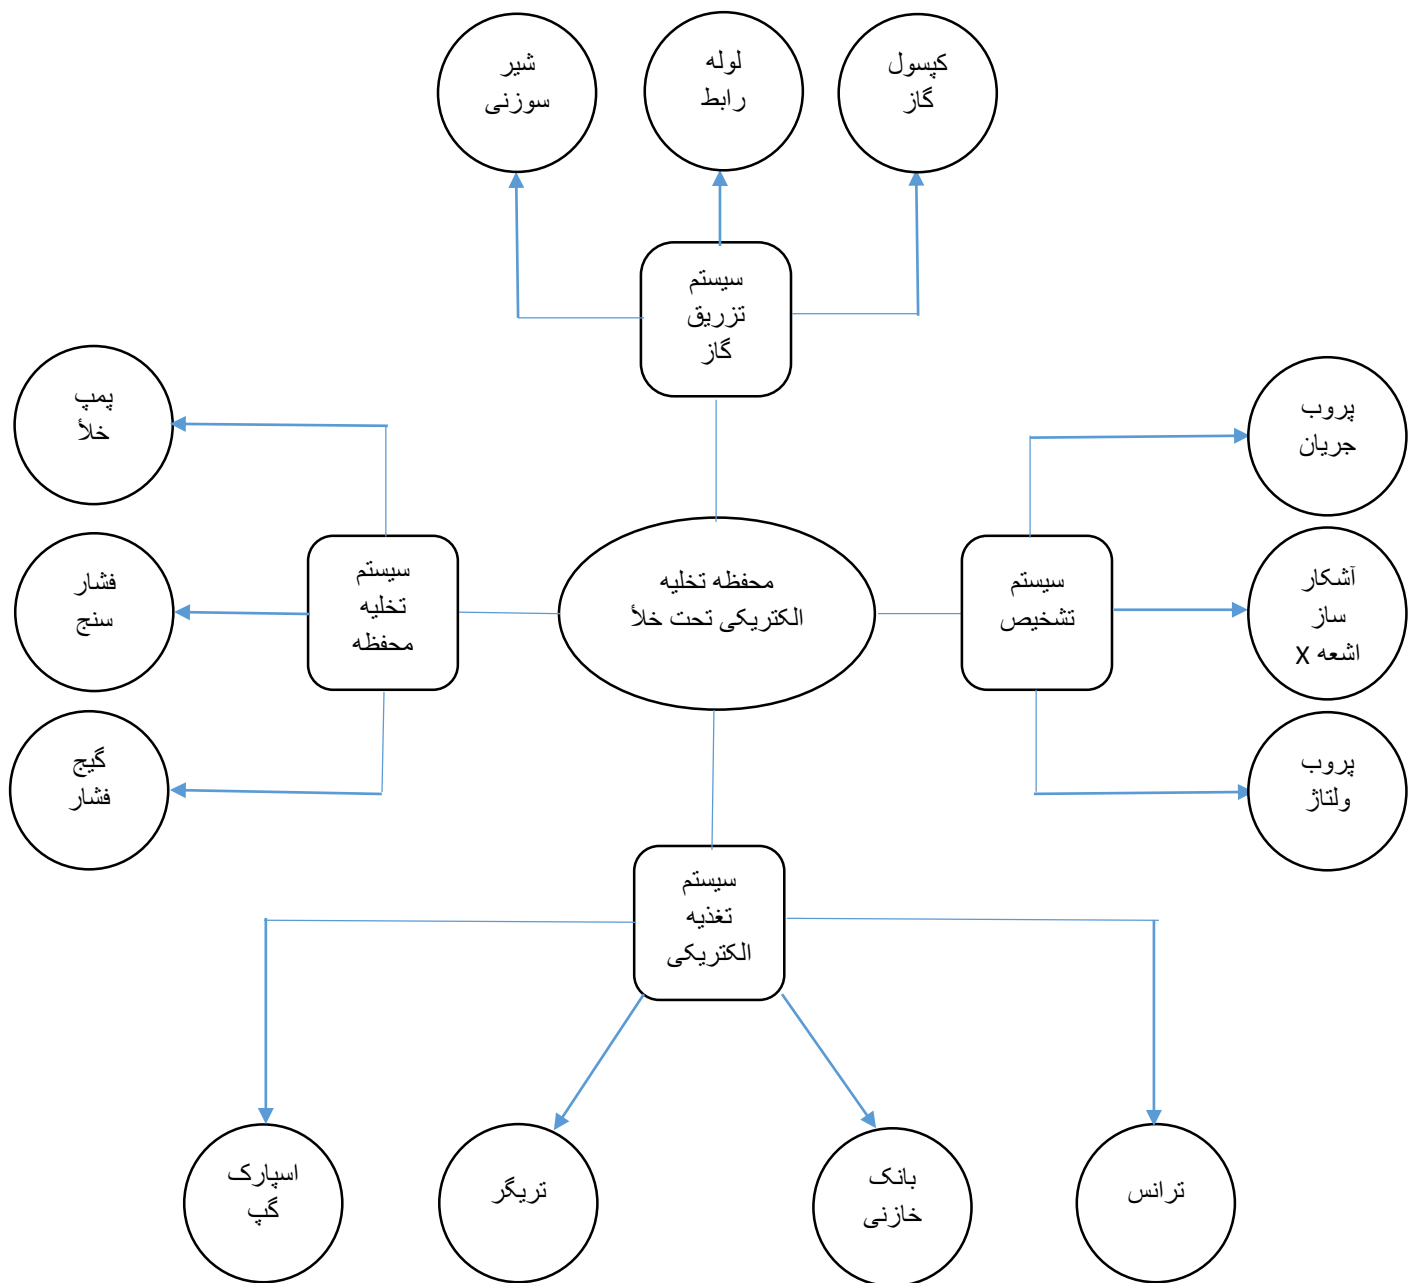 کپسول
گاز
لوله
رابط
شیر
سوزنی
سیستم
تزریق
گاز
پروب
جریان
پمپ
خلأ
سیستم
تشخیص
محفظه تخلیه
الکتریکی تحت خلأ
سیستم
تخلیه
محفظه
آشکار
ساز
اشعه X
فشار
سنج
پروب
ولتاژ
گیج
فشار
سیستم
تغذیه
الکتریکی
ترانس
بانک
خازنی
تریگر
اسپارک
گپ